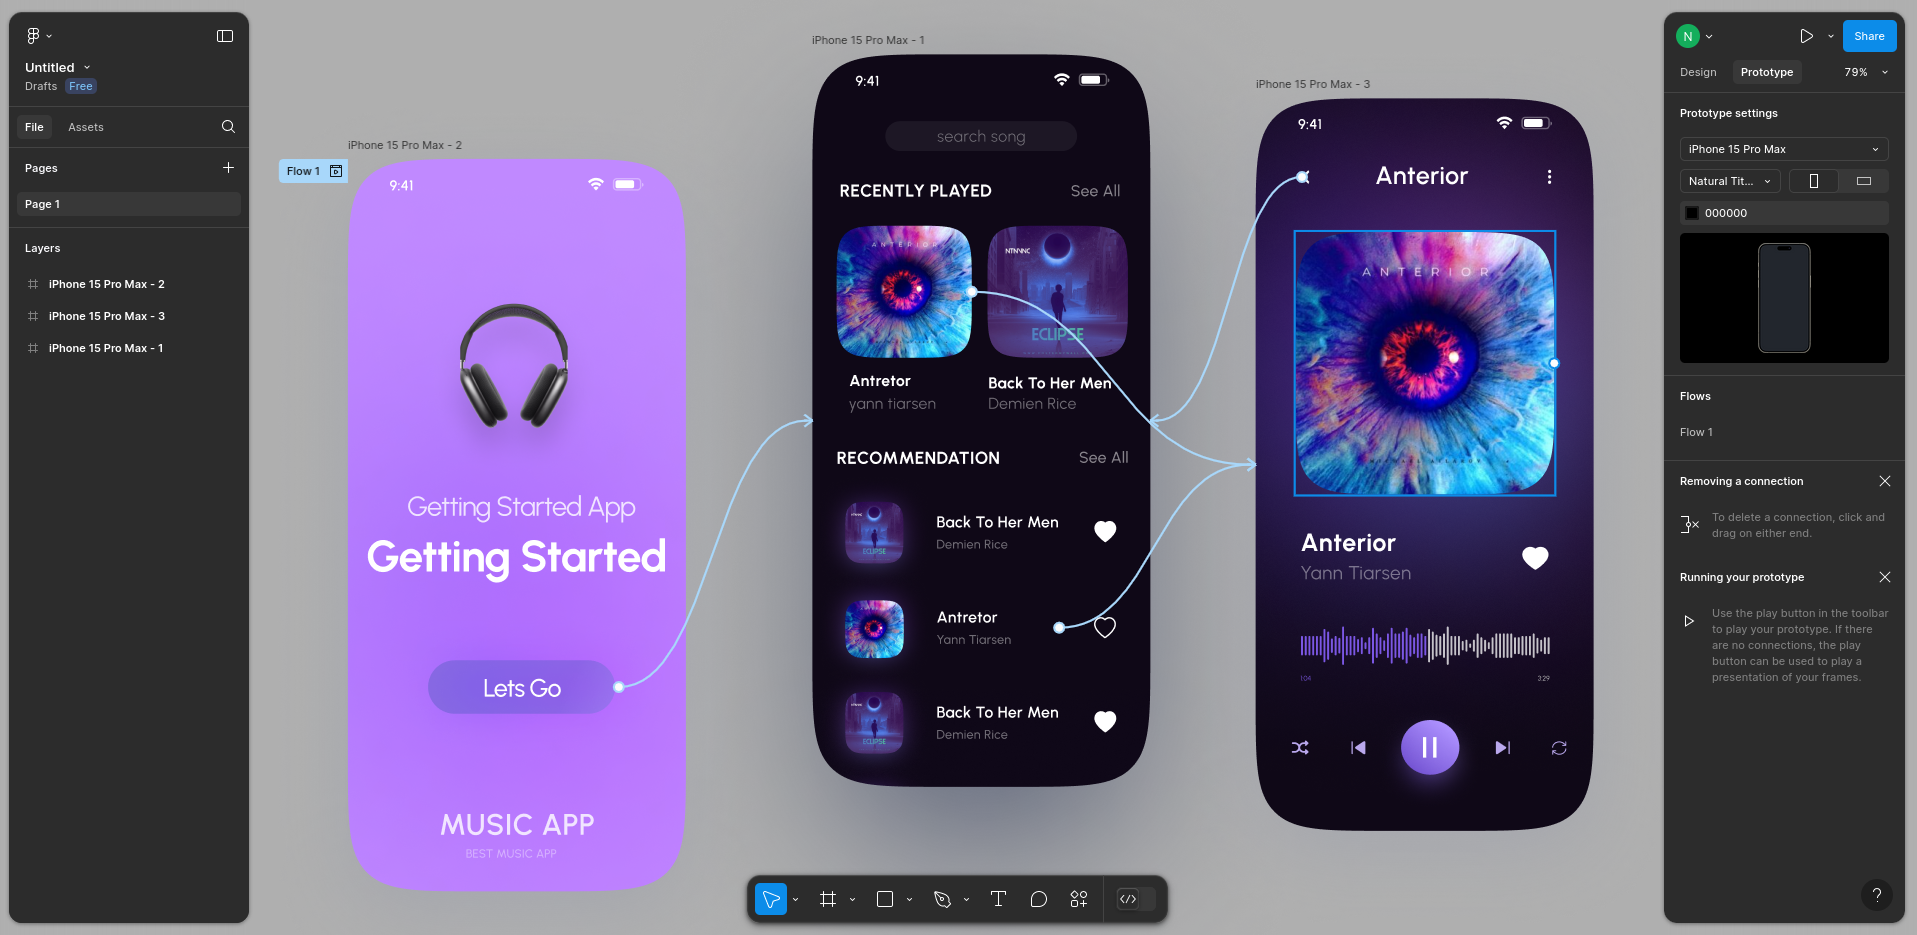 Untitled
Drafts Free
File Assets
Pages
Page 1
Layers
iPhone 15 Pro Max - 2
iPhone 15 Pro Max - 3
iPhone 15 Pro Max - 1
Flow 1
iPhone 15 Pro Max - 2
9:41
Getting Started App
Getting Started
Lets Go
MUSIC APP
BEST MUSIC APP
iPhone 15 Pro Max - 1
9:41
search song
RECENTLY PLAYED See All
ANTERIOR
NTNNNC
ECLIPSE
Antretor
yann tiarsen
Back To Her Men
Demien Rice
RECOMMENDATION See All
ECLIPSE
Back To Her Men
Demien Rice
Antretor
Yann Tiarsen
ECLIPSE
Back To Her Men
Demien Rice
iPhone 15 Pro Max - 3
9:41
Anterior
ANTERIOR
Anterior
Yann Tiarsen
104 329
N
Share
Design Prototype 79%
Prototype settings
iPhone 15 Pro Max
Natural Tit...
000000
Flows
Flow 1
Removing a connection
To delete a connection, click and
drag on either end.
Running your prototype
Use the play button in the toolbar
to play your prototype. If there
are no connections, the play
button can be used to play a
presentation of your frames.
?